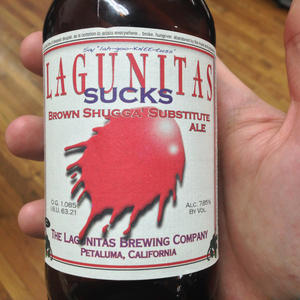 Say "lah-goo-KNEE-tuss"
LAGUNITAS
SUCKS
BROWN SHUGGA' SUBSTITUTE
ALE
O.G. 1.085
IBU. 63.21
ALC. 7.85%
BY VOL.
THE LAGUNITAS BREWING COMPANY
PETALUMA, CALIFORNIA